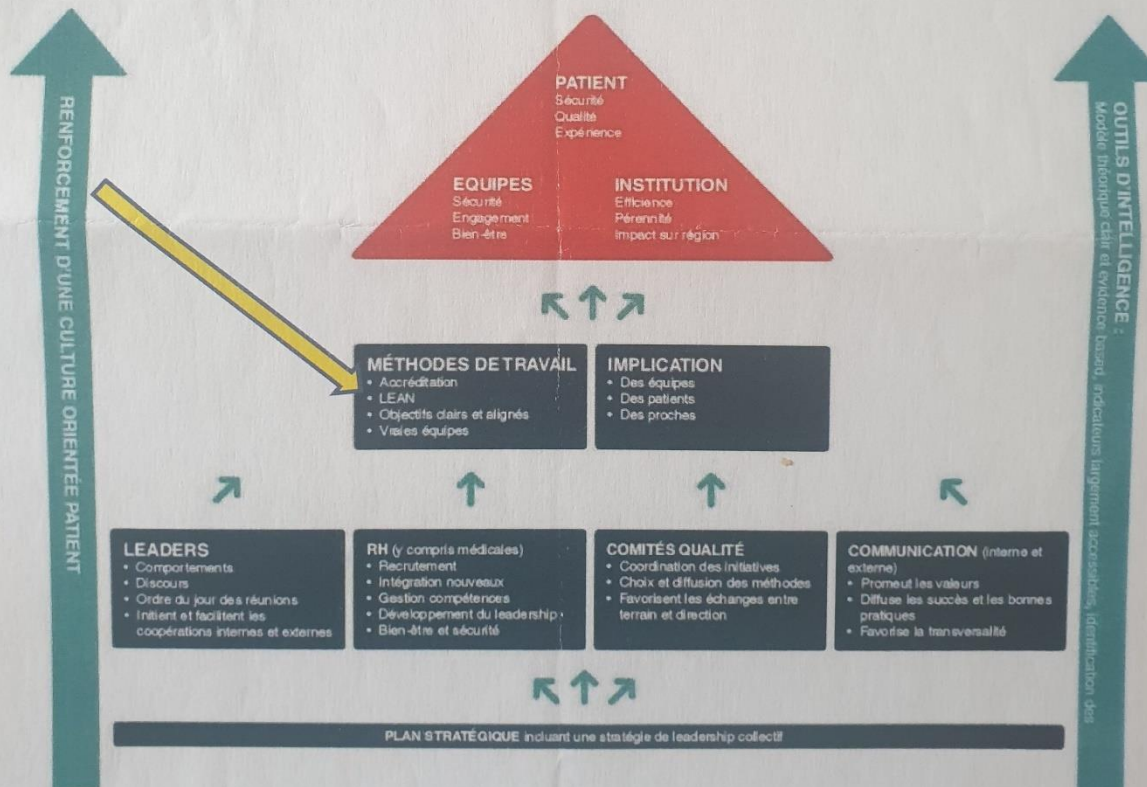 RENFORCEMENT D'UNE CULTURE ORIENTÉE PATIENT
PATIENT
Sécurité
Qualité
Expérience
EQUIPES
Sécurité
Engagement
Bien-être
INSTITUTION
Efficience
Pérennité
Impact sur région
MÉTHODES DE TRAVAIL
• Accréditation
• LEAN
• Objectifs clairs et alignés
• Vraies équipes
IMPLICATION
• Des équipes
• Des patients
• Des proches
LEADERS
• Comportements
• Discours
• Ordre du jour des réunions
• Initient et facilitent les
coopérations internes et externes
RH (y compris médicales)
• Recrutement
• Intégration nouveaux
• Gestion compétences
• Développement du leadership
• Bien-être et sécurité
COMITÉS QUALITÉ
• Coordination des initiatives
• Choix et diffusion des méthodes
• Favorisent les échanges entre
terrain et direction
COMMUNICATION (interne et
externe)
• Promeut les valeurs
• Diffuse les succès et les bonnes
pratiques
• Favorise la transversalité
PLAN STRATÉGIQUE incluant une stratégie de leadership collectif
OUTILS D'INTELLIGENCE :
Modèle théorique clair et evidence based, indicateurs largement accessibles, identification des